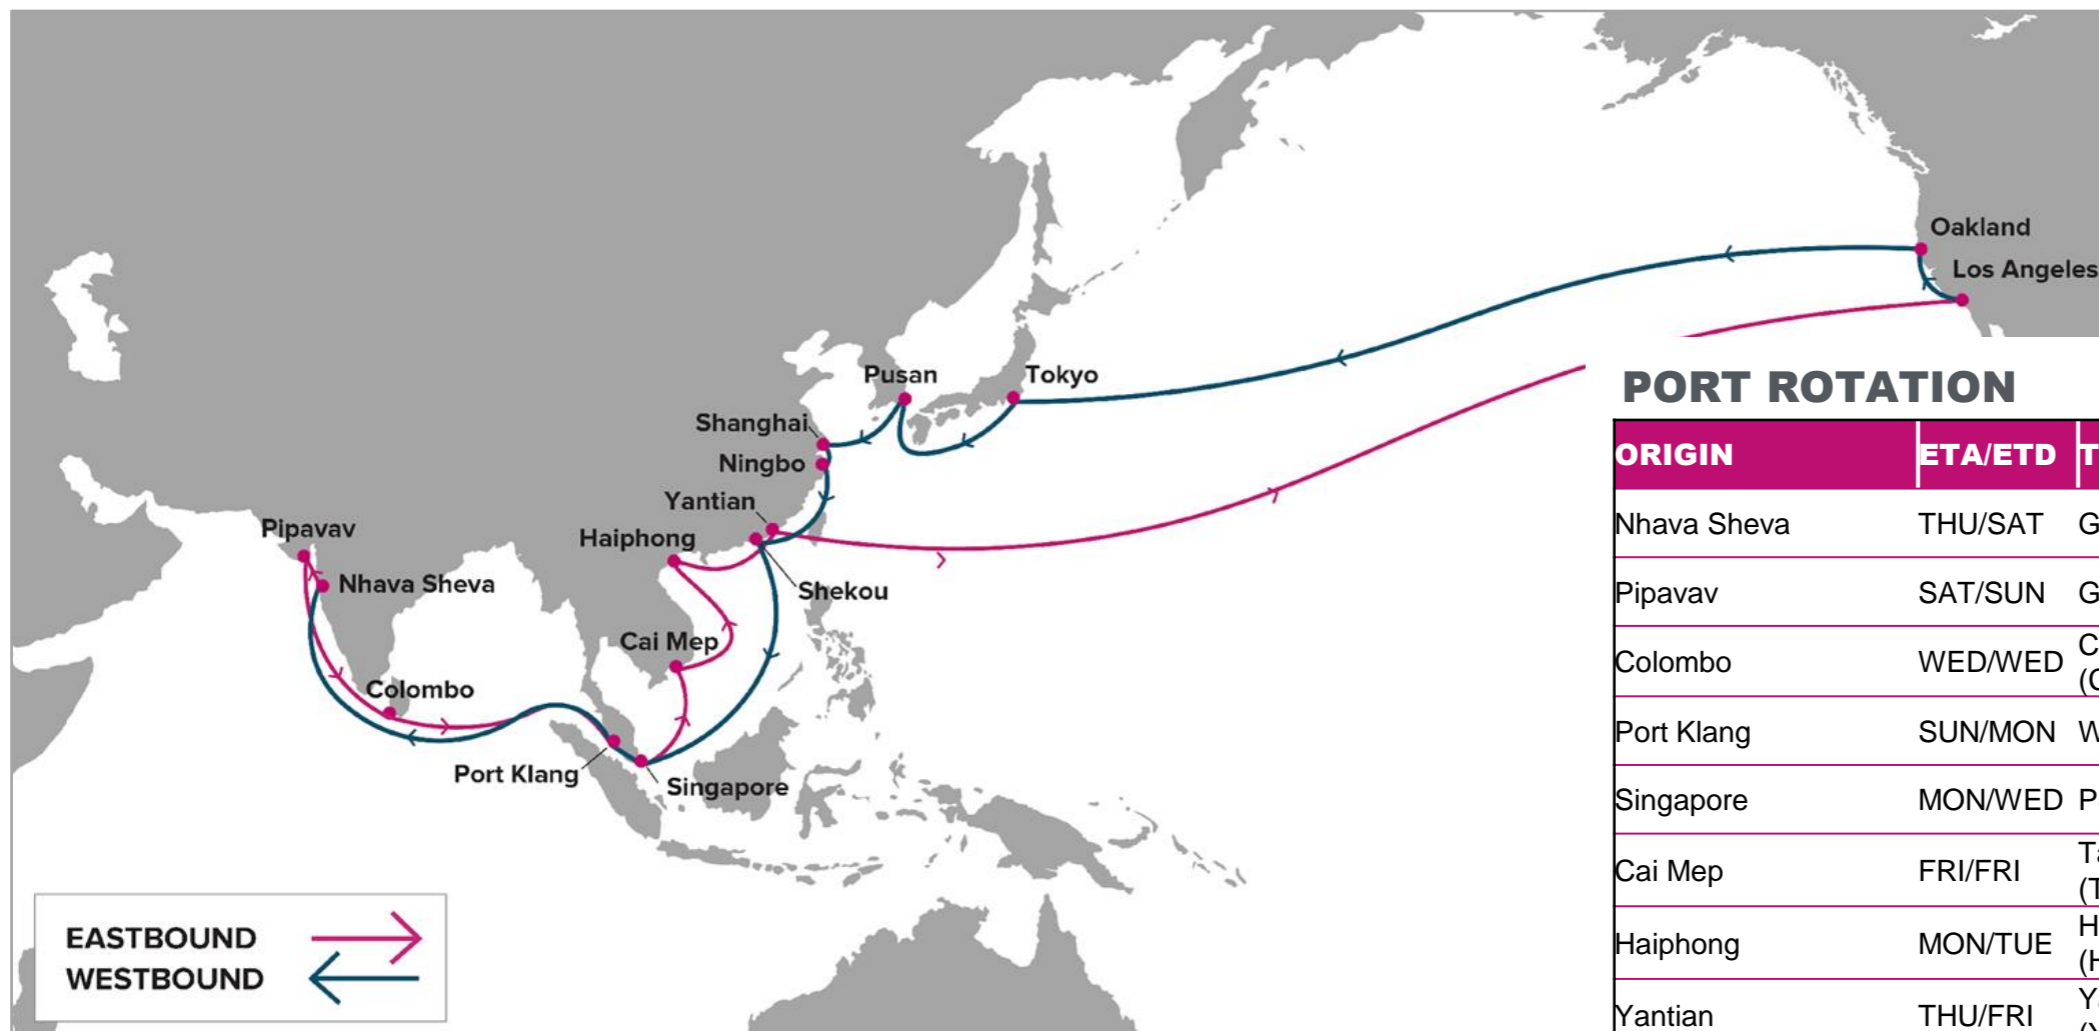 Oakland
Los Angeles
Pusan
Tokyo
Shanghai
Ningbo
Yantian
Haiphong
Pipavav
Nhava Sheva
Shekou
Cai Mep
Colombo
Port Klang
Singapore
EASTBOUND
WESTBOUND
PORT ROTATION
ORIGIN ETA/ETD
Nhava Sheva THU/SAT
Pipavav SAT/SUN
Colombo WED/WED
Port Klang SUN/MON
Singapore MON/WED
Cai Mep FRI/FRI
Haiphong MON/TUE
Yantian THU/FRI